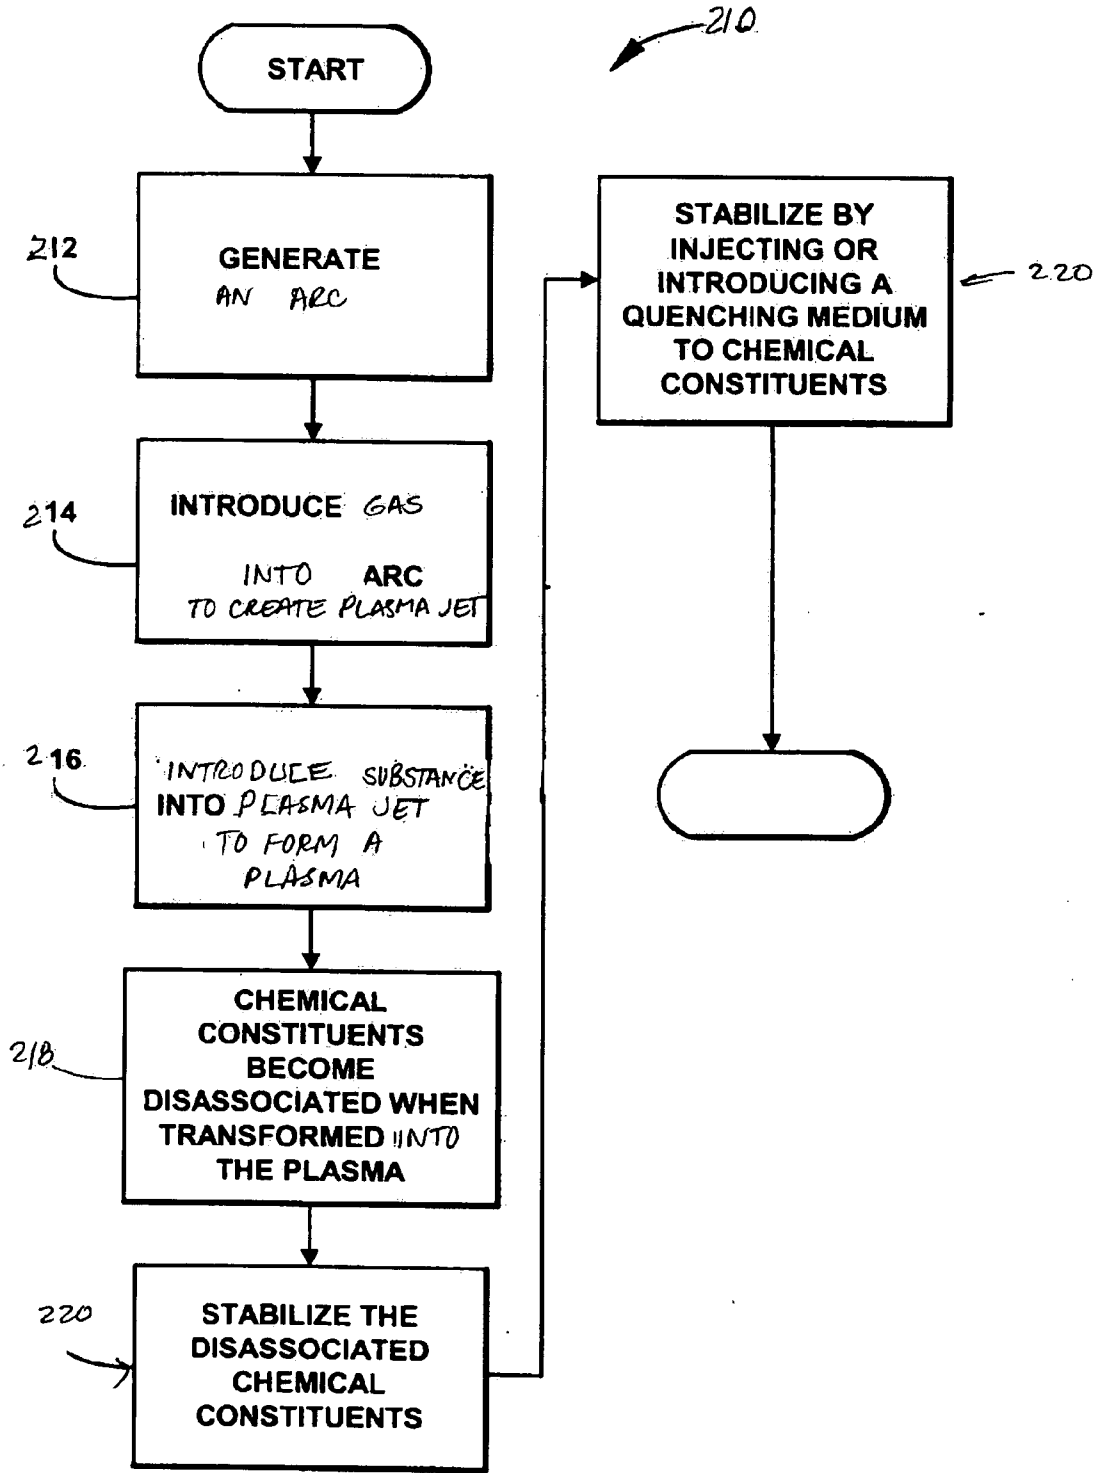 210
START
212
GENERATE
AN ARC
214
INTRODUCE GAS
INTO ARC
TO CREATE PLASMA JET
216
INTRODUCE SUBSTANCE
INTO PLASMA JET
TO FORM A
PLASMA
218
CHEMICAL
CONSTITUENTS
BECOME
DISASSOCIATED WHEN
TRANSFORMED INTO
THE PLASMA
220
STABILIZE THE
DISASSOCIATED
CHEMICAL
CONSTITUENTS
STABILIZE BY
INJECTING OR
INTRODUCING A
QUENCHING MEDIUM
TO CHEMICAL
CONSTITUENTS
220